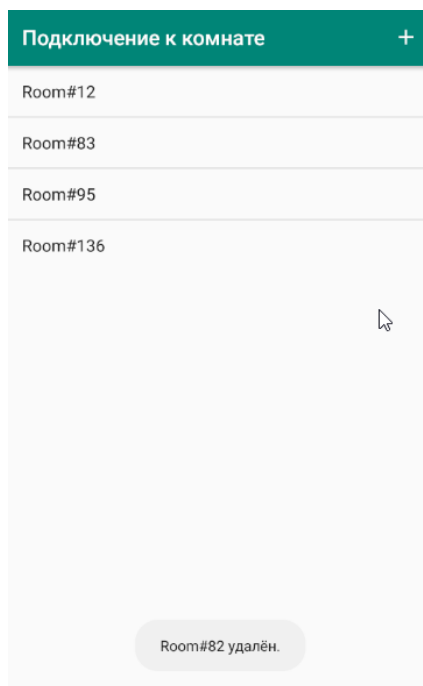 Подключение к комнате +
Room#12
Room#83
Room#95
Room#136
Room#82 удалён.